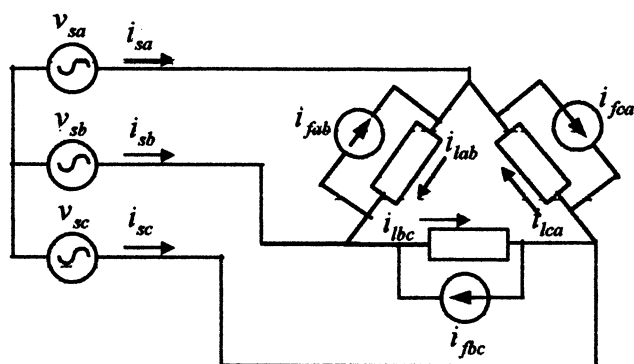 v_sa
i_sa
v_sb
i_sb
v_sc
i_sc
i_fab
i_lab
i_fca
i_lca
i_lbc
i_fbc